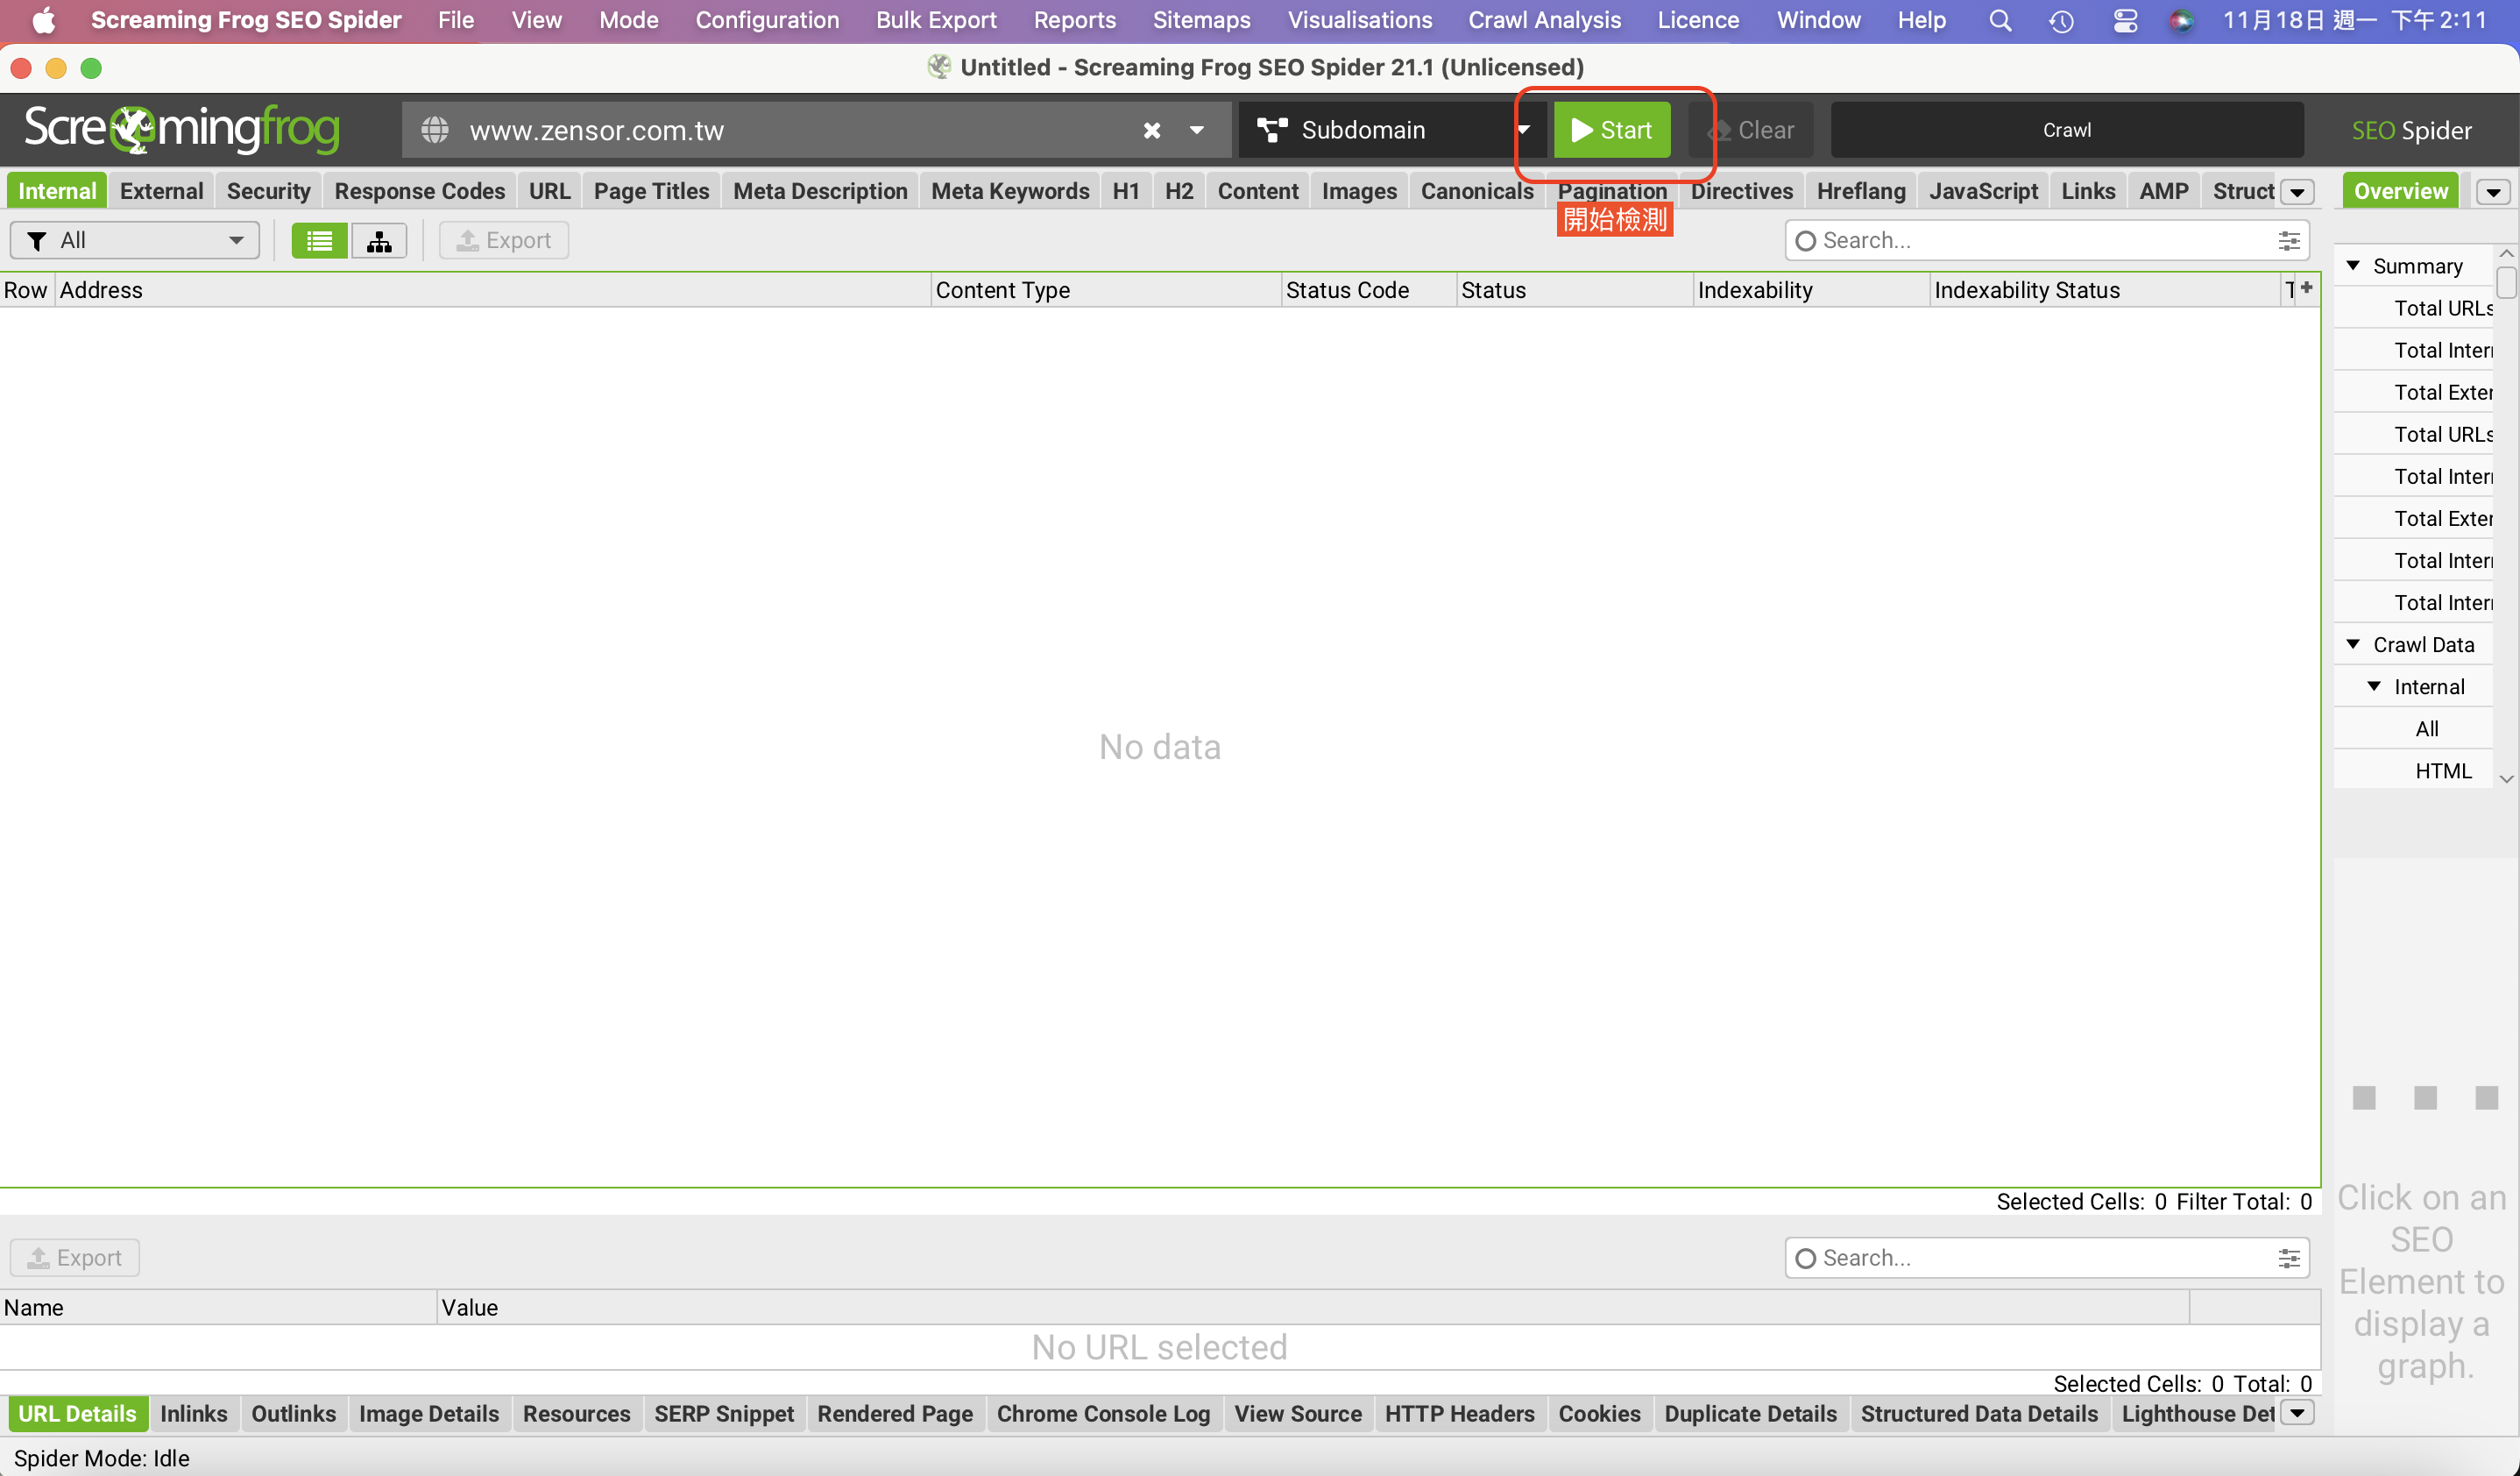 Screaming Frog SEO Spider File View Mode Configuration Bulk Export Reports Sitemaps Visualisations Crawl Analysis Licence Window Help 11月18日 週一 下午 2:11
Untitled - Screaming Frog SEO Spider 21.1 (Unlicensed)
Screamingfrog www.zensor.com.tw Subdomain Start Clear Crawl SEO Spider
Internal External Security Response Codes URL Page Titles Meta Description Meta Keywords H1 H2 Content Images Canonicals Pagination Directives Hreflang JavaScript Links AMP Struct Overview
開始檢測
All Export Search...
Row Address Content Type Status Code Status Indexability Indexability Status T
Summary
Total URLs
Total Inter
Total Exter
Total URLs
Total Inter
Total Exter
Total Inter
Total Inter
Crawl Data
Internal
All
HTML
No data
Selected Cells: 0 Filter Total: 0
Click on an
SEO
Element to
display a
graph.
Export Search...
Name Value
No URL selected
Selected Cells: 0 Total: 0
URL Details Inlinks Outlinks Image Details Resources SERP Snippet Rendered Page Chrome Console Log View Source HTTP Headers Cookies Duplicate Details Structured Data Details Lighthouse Det
Spider Mode: Idle